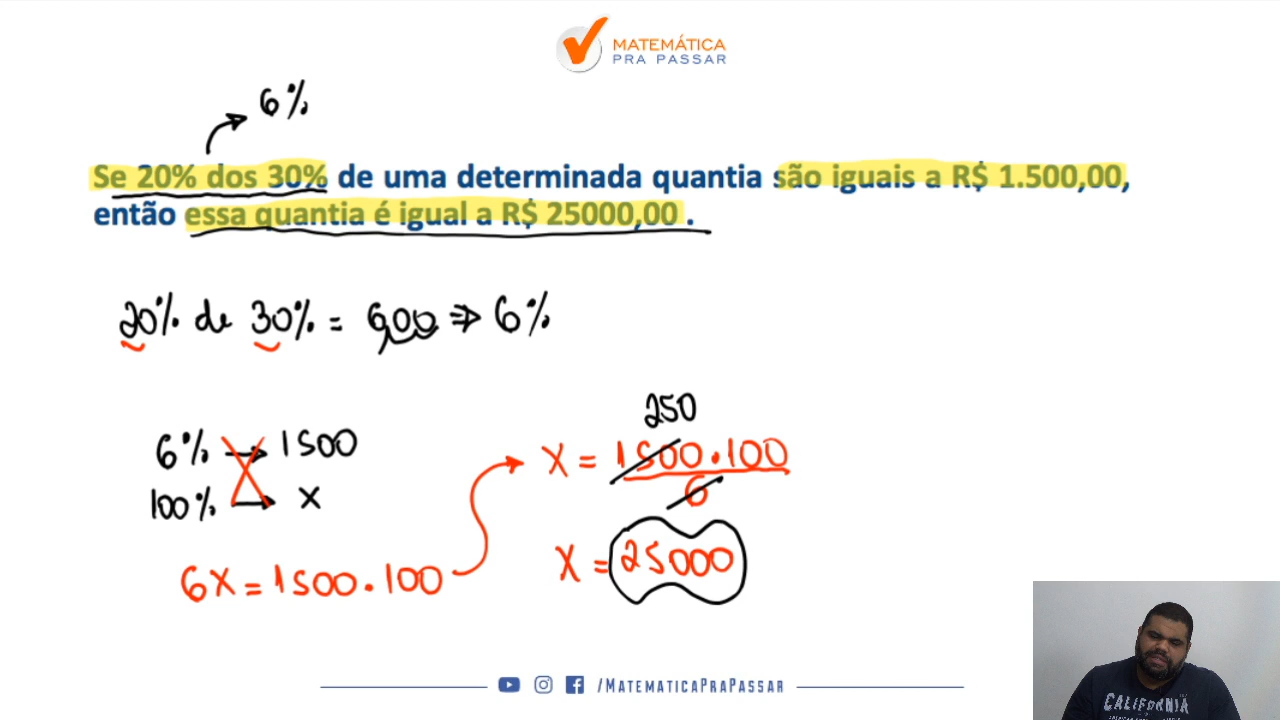 MATEMÁTICA
PRA PASSAR
6%
Se 20% dos 30% de uma determinada quantia são iguais a R$ 1.500,00,
então essa quantia é igual a R$ 25000,00 .
20% de 30% = 600 ⇒ 6%
6% → 1500
100% → x
6x = 1500 . 100
250
x = 1500 . 100
6
x = 25000
CALIFORNIA
/MATEMATICAPRAPASSAR